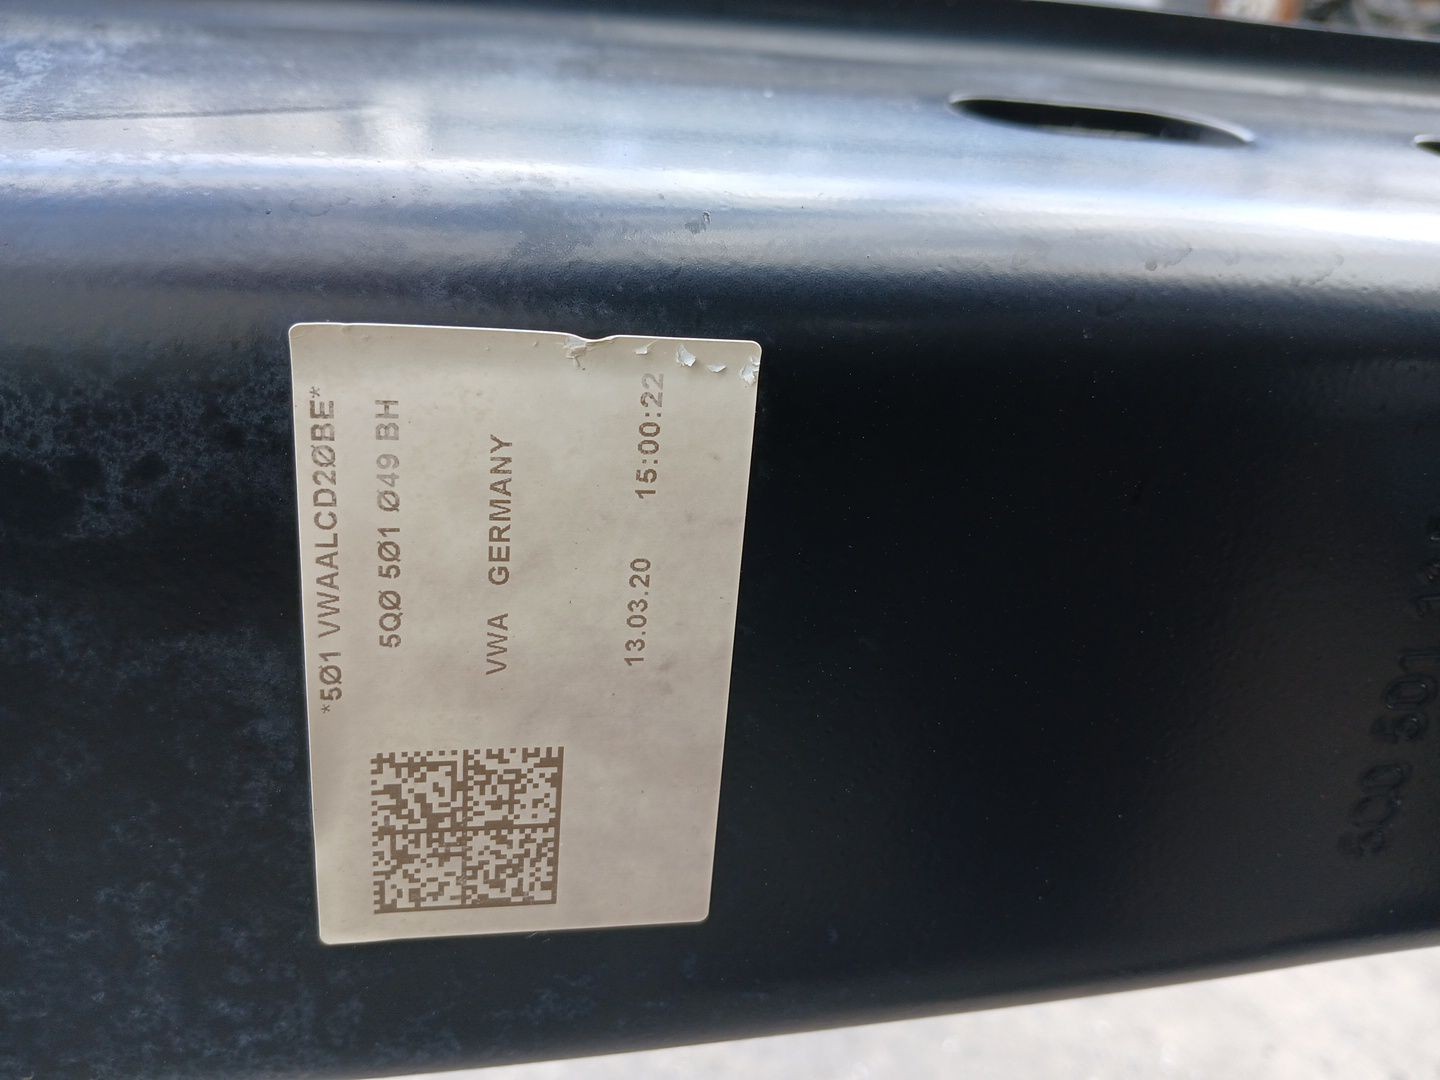 *5Ø1 VWAALCD2ØBE*
5QØ 5Ø1 Ø49 BH
VWA GERMANY
13.03.20 15:00:22